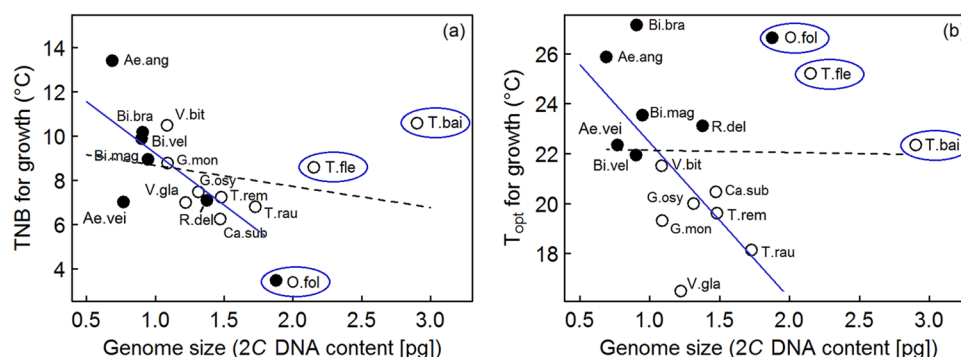 (a)
14
12
10
8
6
4
TNB for growth (°C)
Ae.ang
Bi.bra
V.bit
Bi.vel
Bi.mag
G.mon
T.bai
T.fle
G.osy
V.gla
T.rem
Ae.vei
R.del
T.rau
Ca.sub
O.fol
0.5 1.0 1.5 2.0 2.5 3.0
Genome size (2C DNA content [pg])
(b)
26
24
22
20
18
Topt for growth (°C)
Bi.bra
O.fol
Ae.ang
T.fle
Bi.mag
R.del
Ae.vei
T.bai
Bi.vel
V.bit
Ca.sub
G.osy
T.rem
G.mon
T.rau
V.gla
0.5 1.0 1.5 2.0 2.5 3.0
Genome size (2C DNA content [pg])